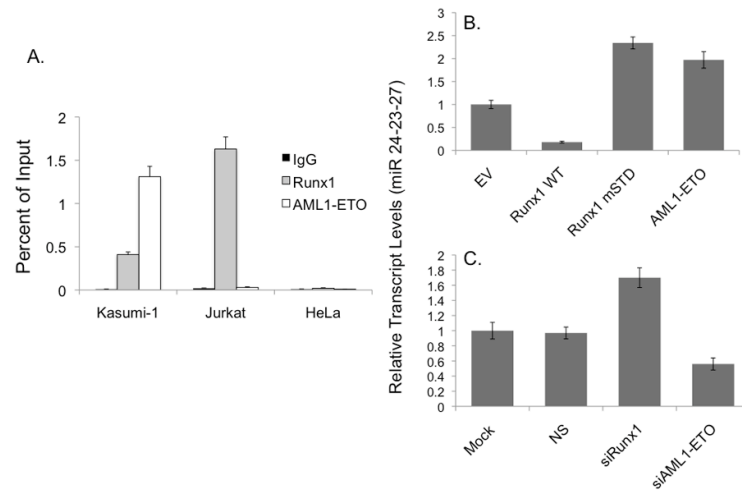 A.
Percent of Input
2
1.5
1
0.5
0
IgG
Runx1
AML1-ETO
Kasumi-1 Jurkat HeLa
Relative Transcript Levels (miR 24-23-27)
B.
3
2.5
2
1.5
1
0.5
0
EV
Runx1 WT
Runx1 mSTD
AML1-ETO
C.
2
1.8
1.6
1.4
1.2
1
0.8
0.6
0.4
0.2
0
Mock
NS
siRunx1
siAML1-ETO